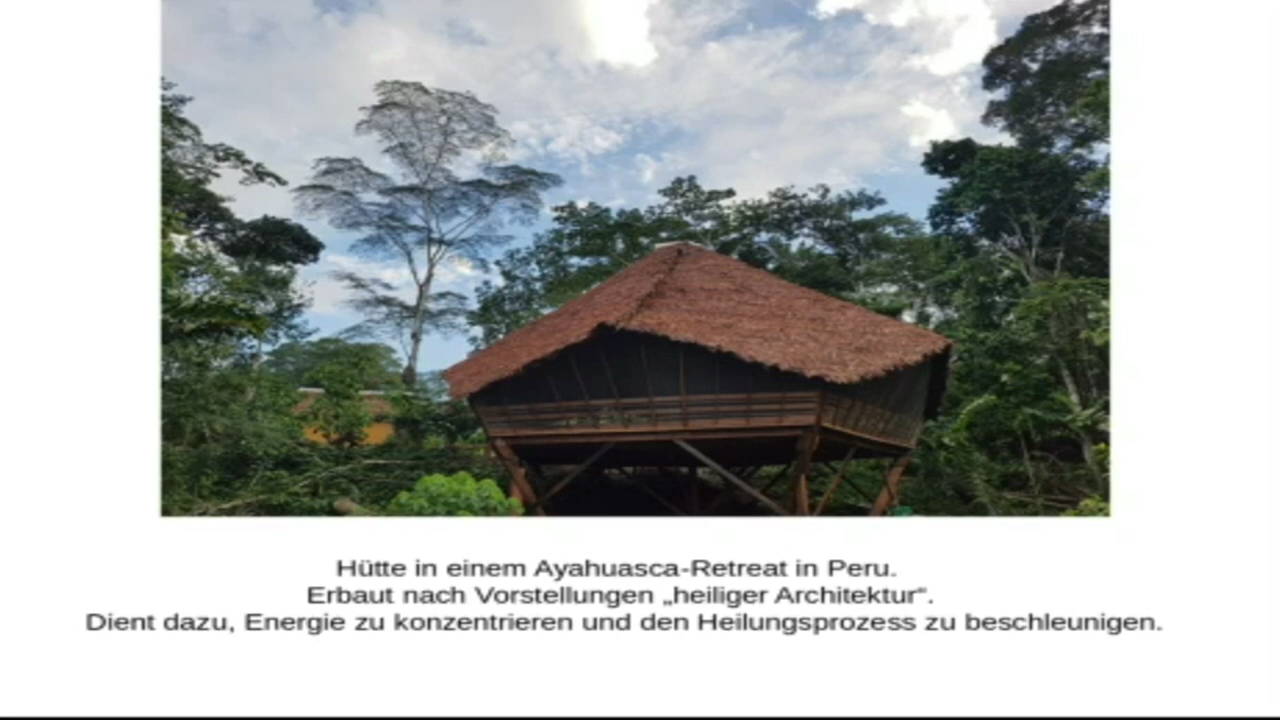 Hütte in einem Ayahuasca-Retreat in Peru.
Erbaut nach Vorstellungen „heiliger Architektur“.
Dient dazu, Energie zu konzentrieren und den Heilungsprozess zu beschleunigen.